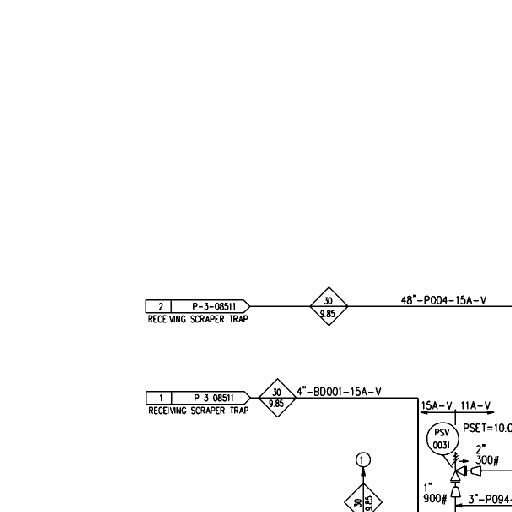 30
48"-P004-15A-V
2 P-3-08511
9.85
RECEIVING SCRAPER TRAP
30
4"-BD001-15A-V
1 P-3-08511
9.85
RECEIVING SCRAPER TRAP
15A-V 11A-V
PSV
0031
PSET=10.0
2"
300#
1
1"
900#
3"-P094-
30
9.85